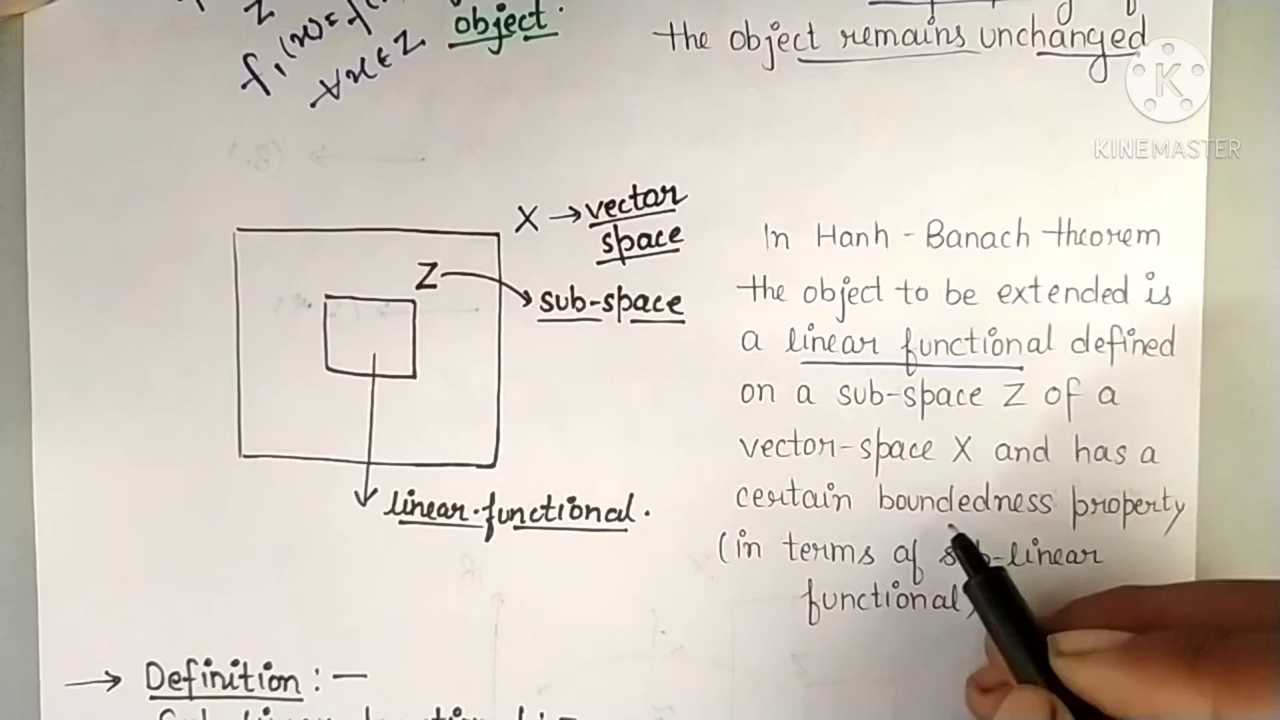 Z
f₁(x) = f(
∀x ∈ Z
object.
the object remains unchanged
K
KINEMASTER
X → vector
space
Z
sub-space
linear functional.
In Hanh-Banach theorem
the object to be extended is
a linear functional defined
on a sub-space Z of a
vector-space X and has a
certain boundedness property
(in terms of sub-linear
functional)
→ Definition : —